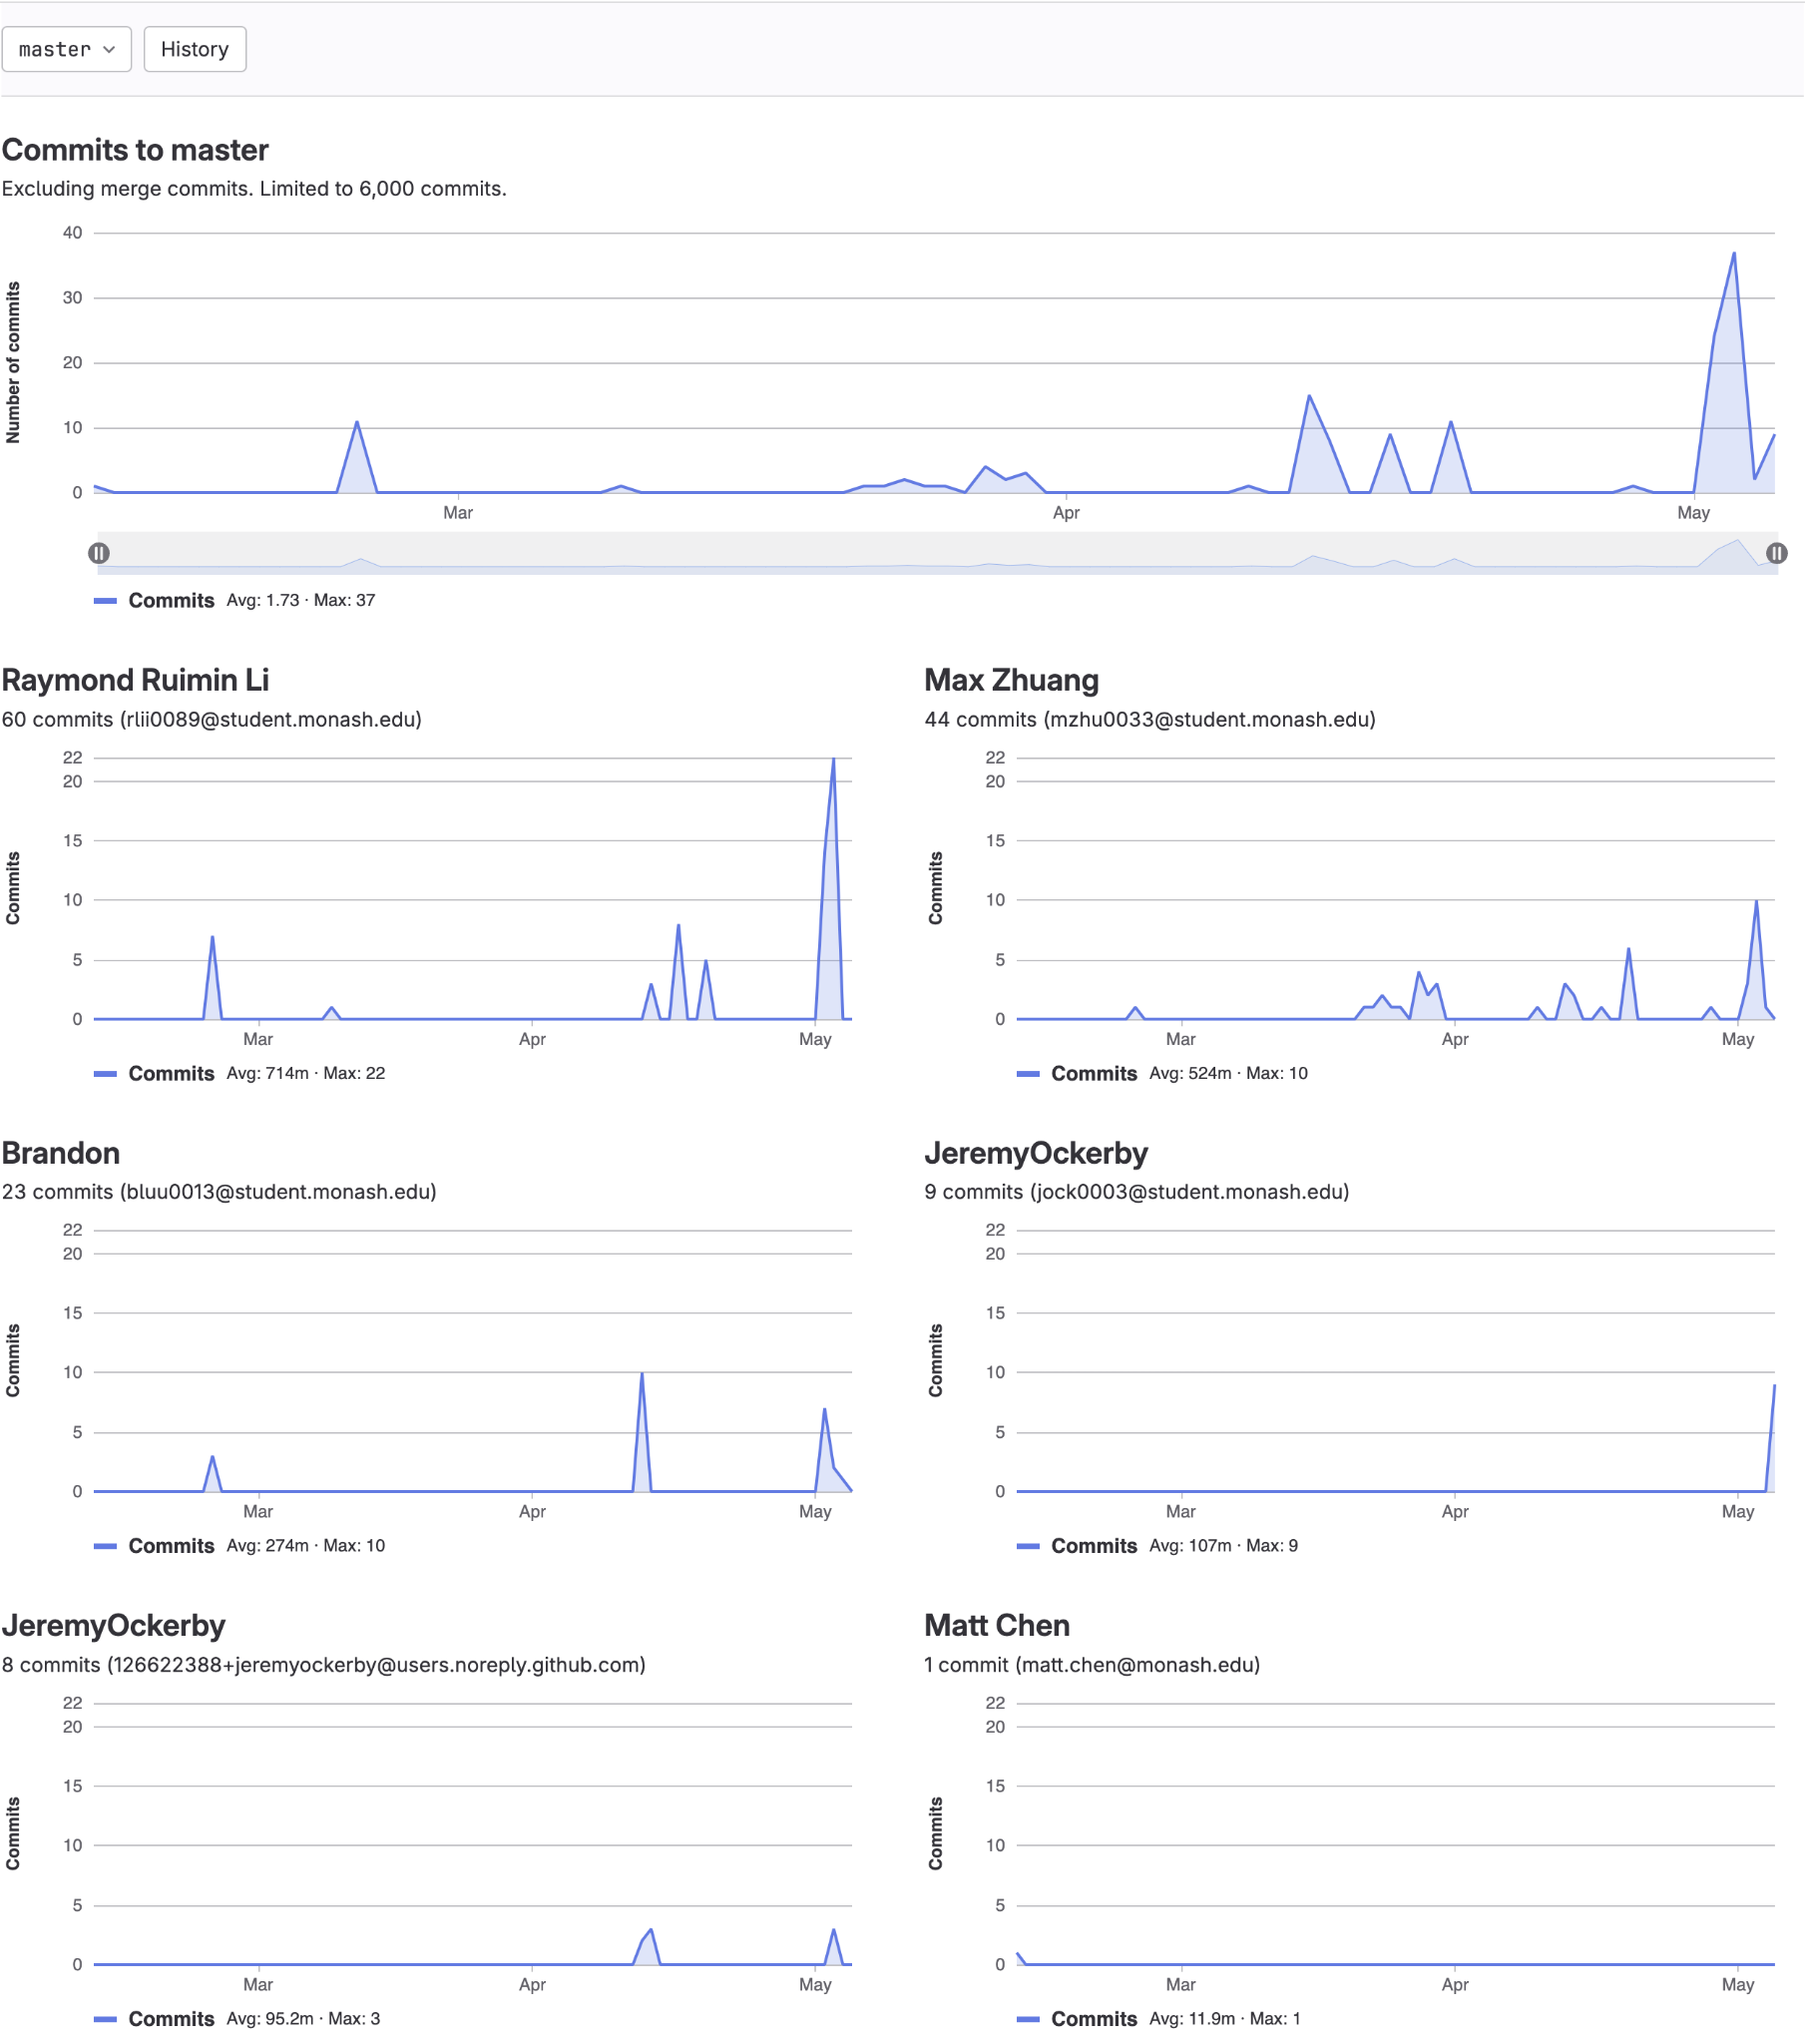 master
History
Commits to master
Excluding merge commits. Limited to 6,000 commits.
Number of commits
40
30
20
10
0
Mar
Apr
May
Commits Avg: 1.73 · Max: 37
Raymond Ruimin Li
60 commits (rlii0089@student.monash.edu)
Commits
22
20
15
10
5
0
Mar
Apr
May
Commits Avg: 714m · Max: 22
Max Zhuang
44 commits (mzhu0033@student.monash.edu)
Commits
22
20
15
10
5
0
Mar
Apr
May
Commits Avg: 524m · Max: 10
Brandon
23 commits (bluu0013@student.monash.edu)
Commits
22
20
15
10
5
0
Mar
Apr
May
Commits Avg: 274m · Max: 10
JeremyOckerby
9 commits (jock0003@student.monash.edu)
Commits
22
20
15
10
5
0
Mar
Apr
May
Commits Avg: 107m · Max: 9
JeremyOckerby
8 commits (126622388+jeremyockerby@users.noreply.github.com)
Commits
22
20
15
10
5
0
Mar
Apr
May
Commits Avg: 95.2m · Max: 3
Matt Chen
1 commit (matt.chen@monash.edu)
Commits
22
20
15
10
5
0
Mar
Apr
May
Commits Avg: 11.9m · Max: 1